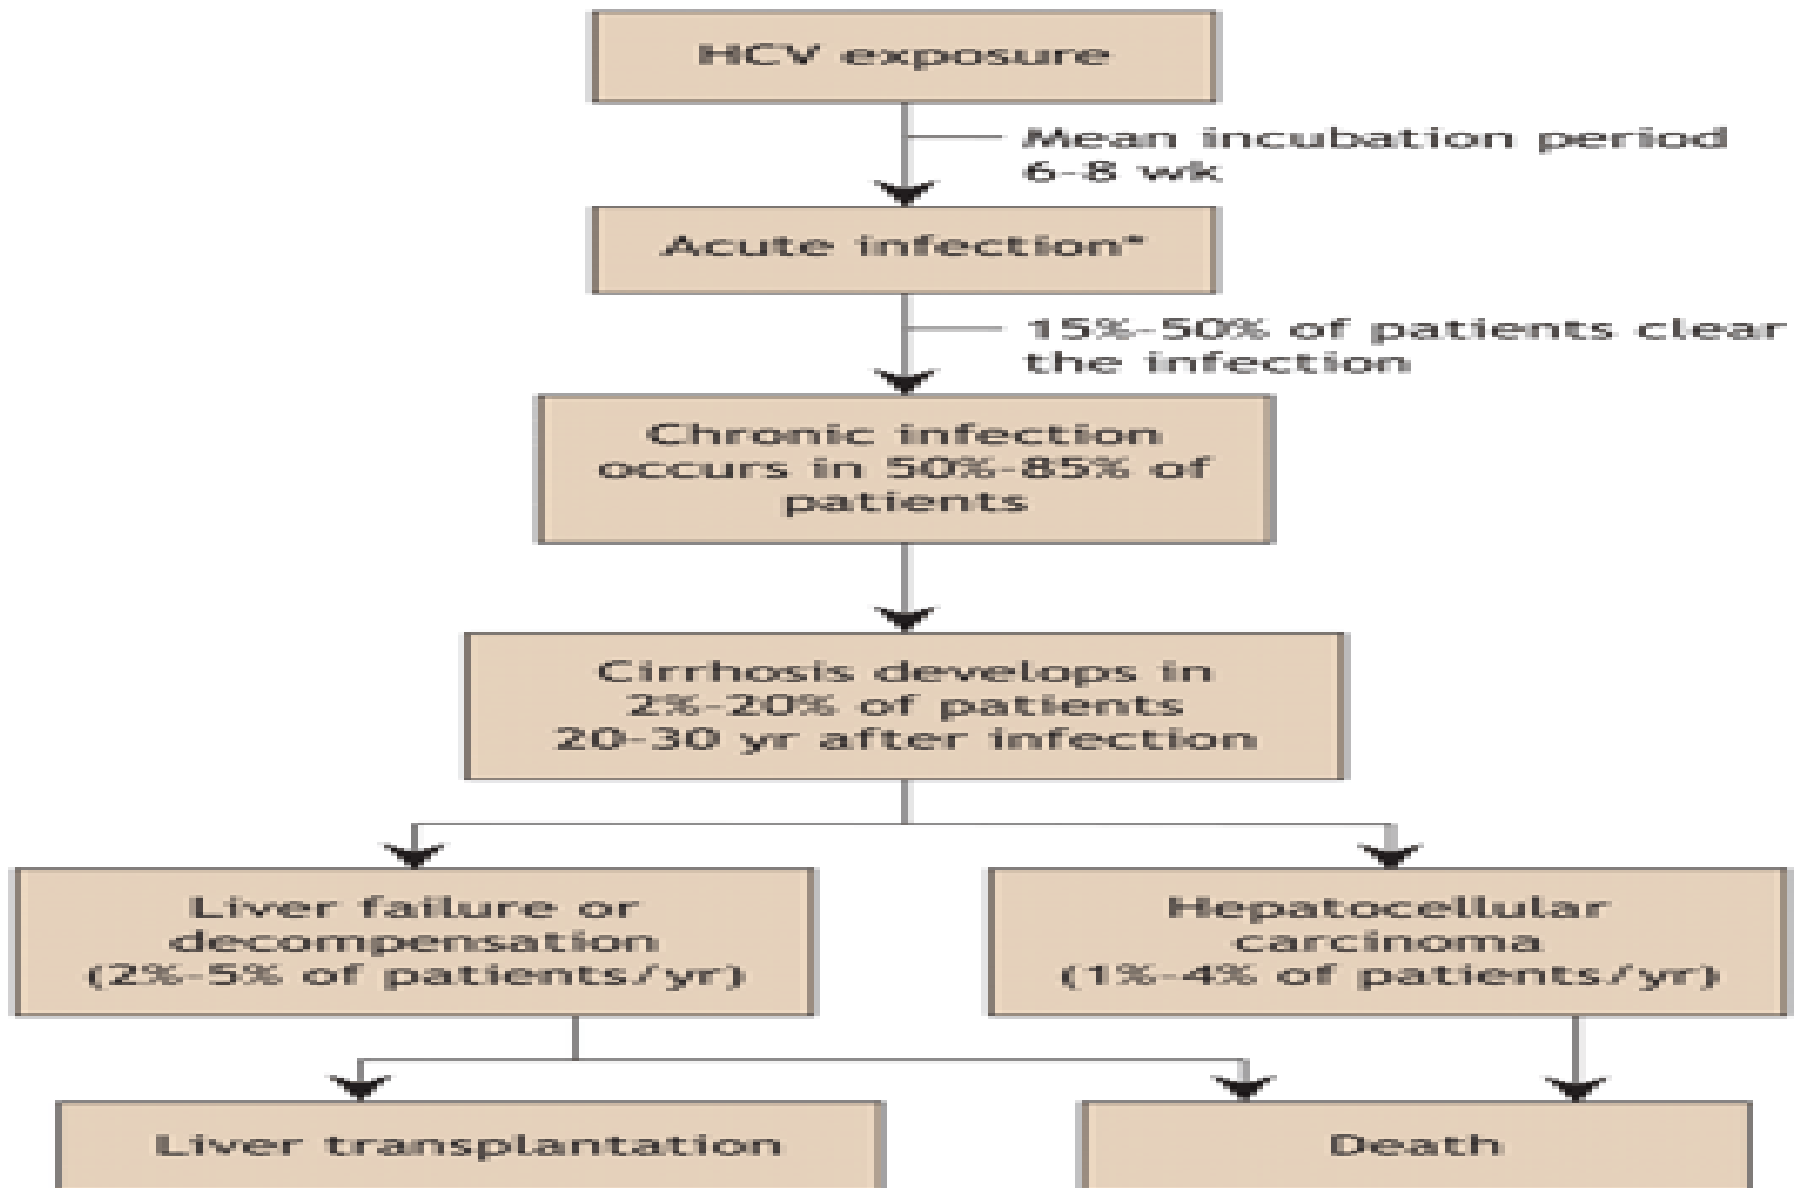 HCV exposure
Mean incubation period
6-8 wk
Acute infection*
15%-50% of patients clear
the infection
Chronic infection
occurs in 50%-85% of
patients
Cirrhosis develops in
2%-20% of patients
20-30 yr after infection
Liver failure or
decompensation
(2%-5% of patients/yr)
Hepatocellular
carcinoma
(1%-4% of patients/yr)
Liver transplantation
Death